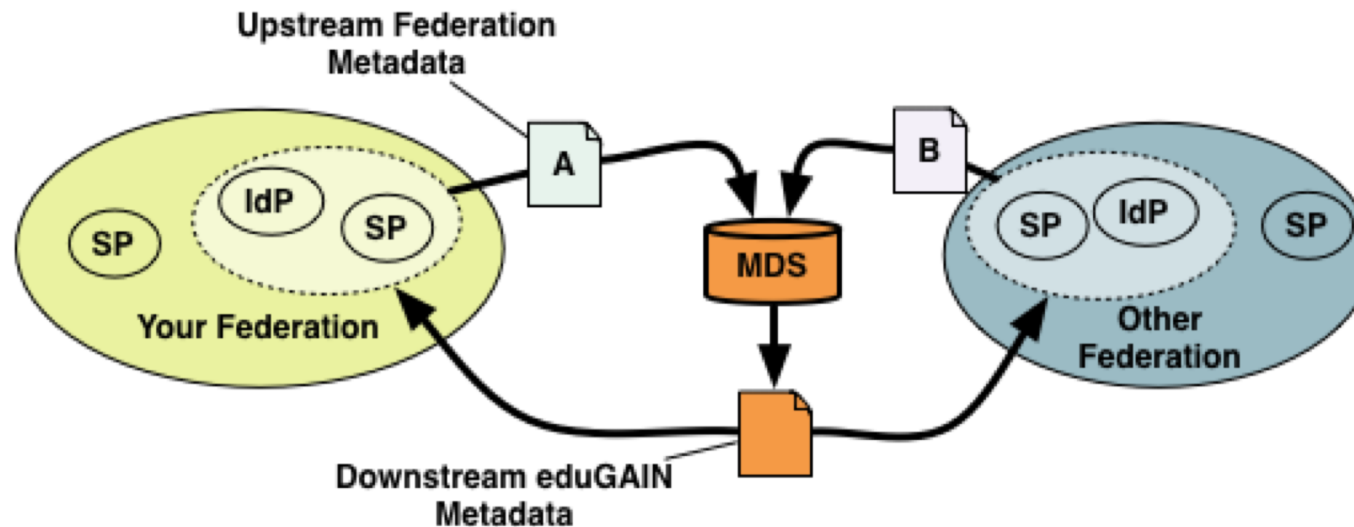 Upstream Federation
Metadata
A
B
IdP
SP
SP
MDS
SP
IdP
SP
Your Federation
Other
Federation
Downstream eduGAIN
Metadata